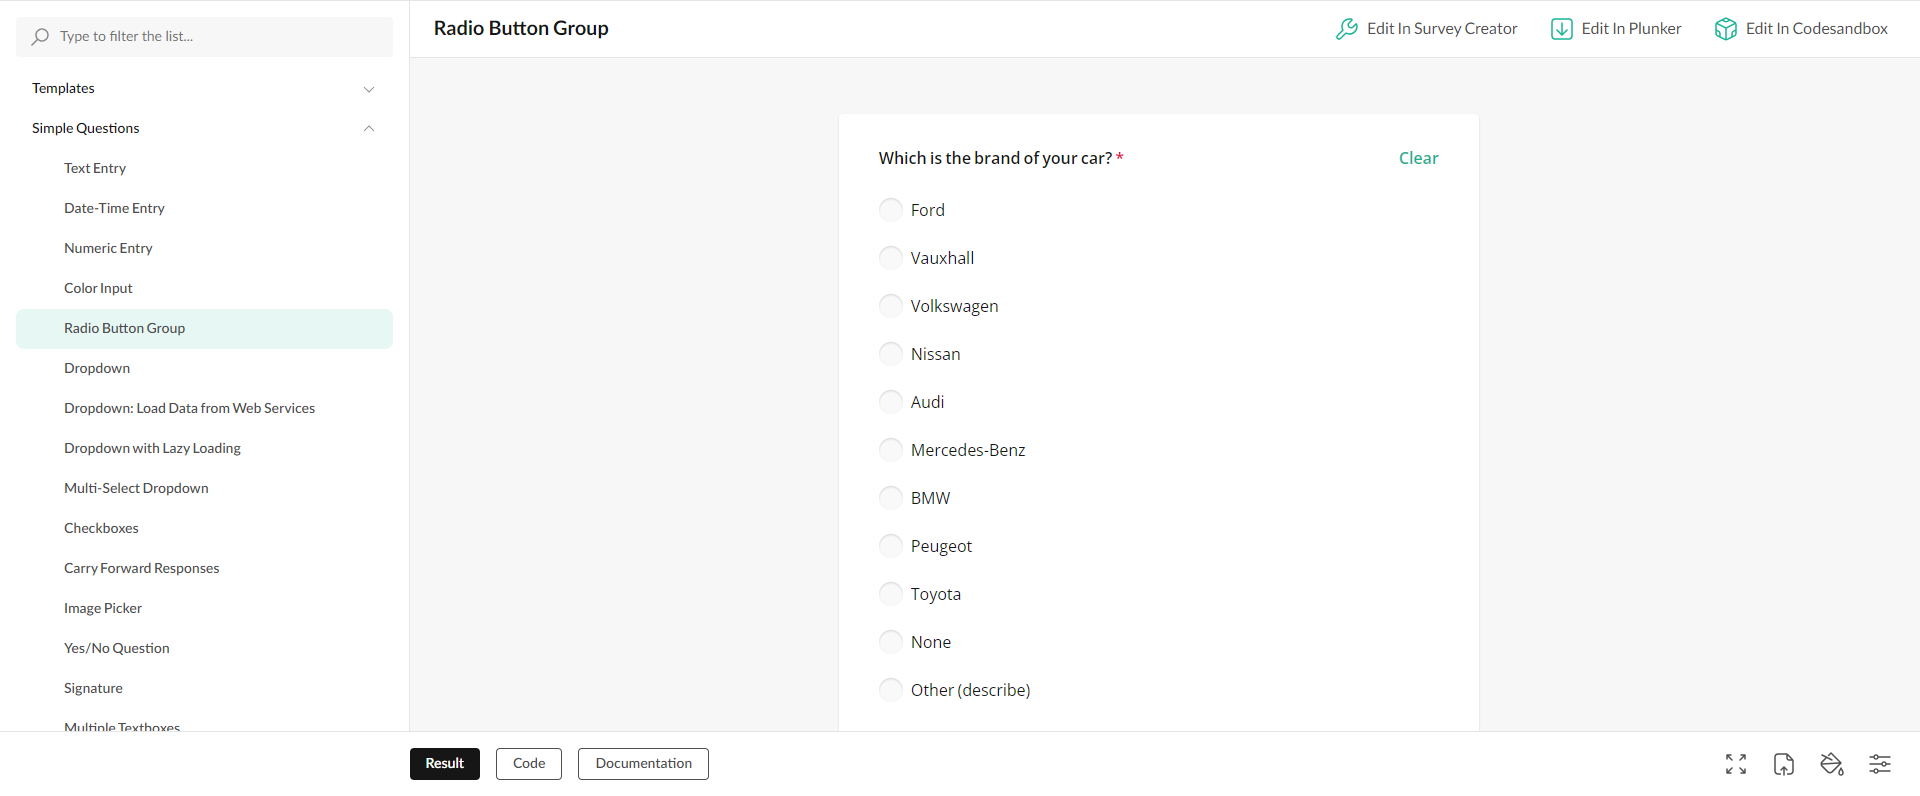 Type to filter the list...
Templates
Simple Questions
Text Entry
Date-Time Entry
Numeric Entry
Color Input
Radio Button Group
Dropdown
Dropdown: Load Data from Web Services
Dropdown with Lazy Loading
Multi-Select Dropdown
Checkboxes
Carry Forward Responses
Image Picker
Yes/No Question
Signature
Multiple Textboxes
Radio Button Group
Edit In Survey Creator
Edit In Plunker
Edit In Codesandbox
Which is the brand of your car? *
Clear
Ford
Vauxhall
Volkswagen
Nissan
Audi
Mercedes-Benz
BMW
Peugeot
Toyota
None
Other (describe)
Result
Code
Documentation